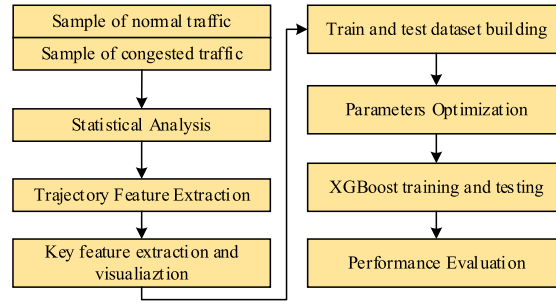 Sample of normal traffic
Sample of congested traffic
Statistical Analysis
Trajectory Feature Extraction
Key feature extraction and
visualiaztion
Train and test dataset building
Parameters Optimization
XGBoost training and testing
Performance Evaluation